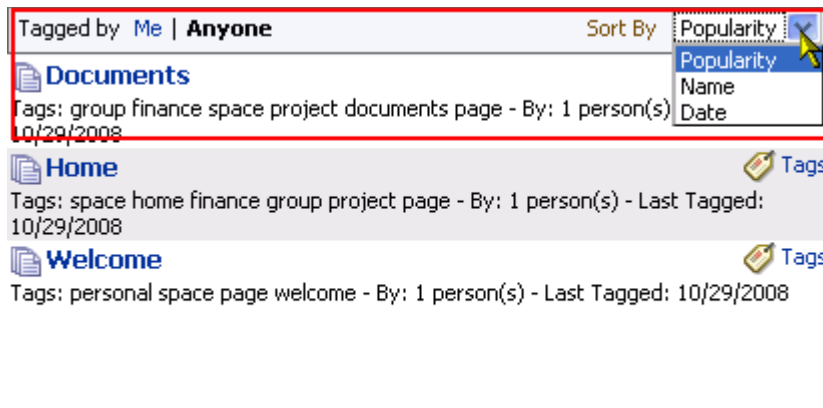 Tagged by Me | Anyone Sort By Popularity
Popularity
Name
Date
Documents
Tags: group finance space project documents page - By: 1 person(s)
10/29/2008
Home Tags
Tags: space home finance group project page - By: 1 person(s) - Last Tagged:
10/29/2008
Welcome Tags
Tags: personal space page welcome - By: 1 person(s) - Last Tagged: 10/29/2008